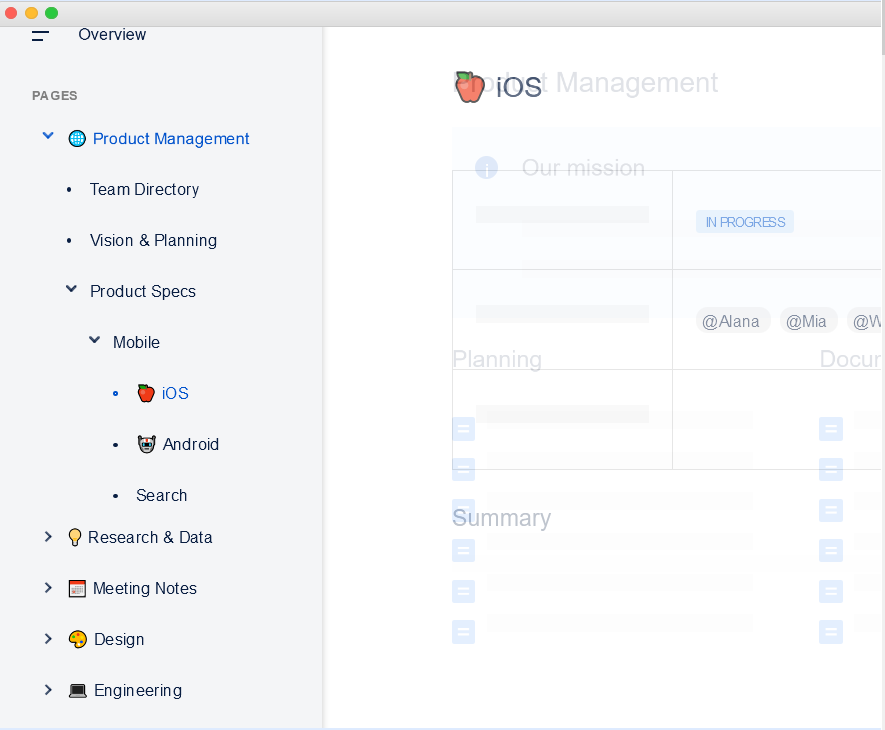 Overview
PAGES
Product Management
Team Directory
Vision & Planning
Product Specs
Mobile
iOS
Android
Search
Research & Data
Meeting Notes
Design
Engineering
Product Management
iOS
Our mission
IN PROGRESS
@Alana @Mia @W
Planning
Docur
Summary